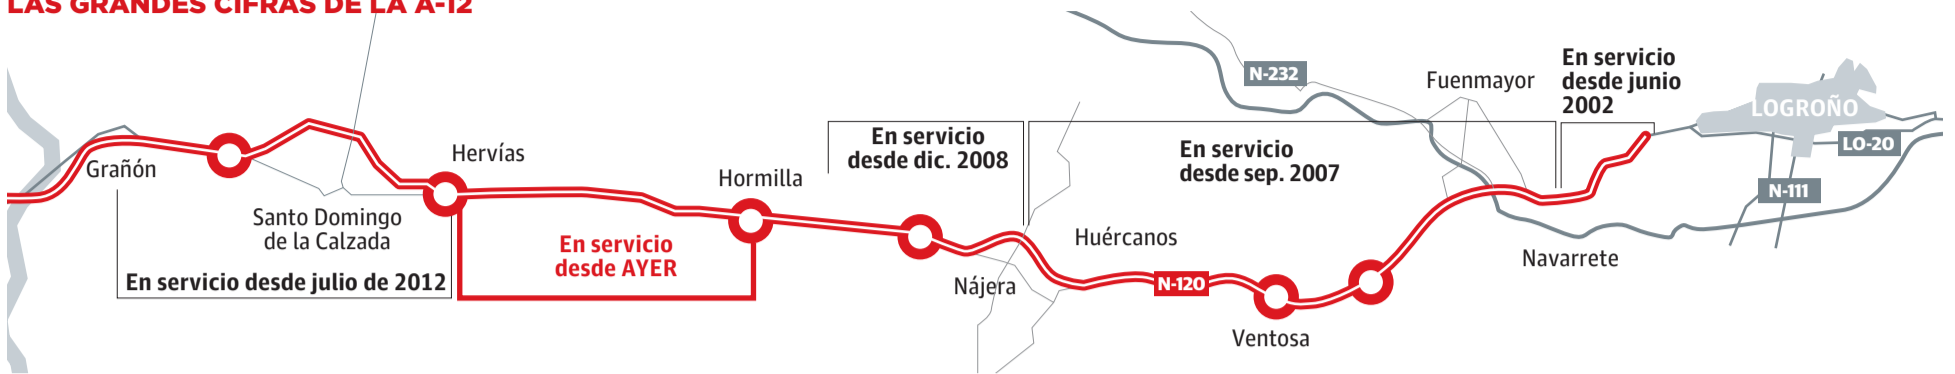 LAS GRANDES CIFRAS DE LA A-12
En servicio
desde junio
2002
Fuenmayor
N-232
LOGROÑO
LO-20
N-111
En servicio
desde dic. 2008
En servicio
desde sep. 2007
Hervías
Grañón
Hormilla
Santo Domingo
de la Calzada
En servicio
desde AYER
Huércanos
Navarrete
En servicio desde julio de 2012
Nájera
N-120
Ventosa